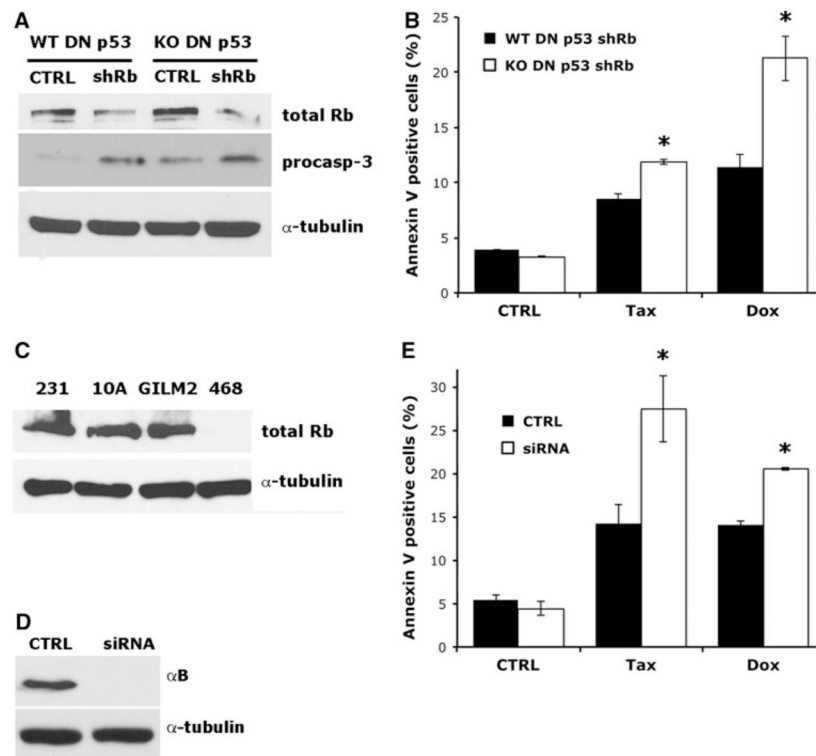 A
WT DN p53 KO DN p53
CTRL shRb CTRL shRb
total Rb
procasp-3
α-tubulin
B
Annexin V positive cells (%)
25
20
15
10
5
0
WT DN p53 shRb
KO DN p53 shRb
*
*
CTRL Tax Dox
C
231 10A GILM2 468
total Rb
α-tubulin
D
CTRL siRNA
αB
α-tubulin
E
Annexin V positive cells (%)
30
25
20
15
10
5
0
CTRL
siRNA
*
*
CTRL Tax Dox